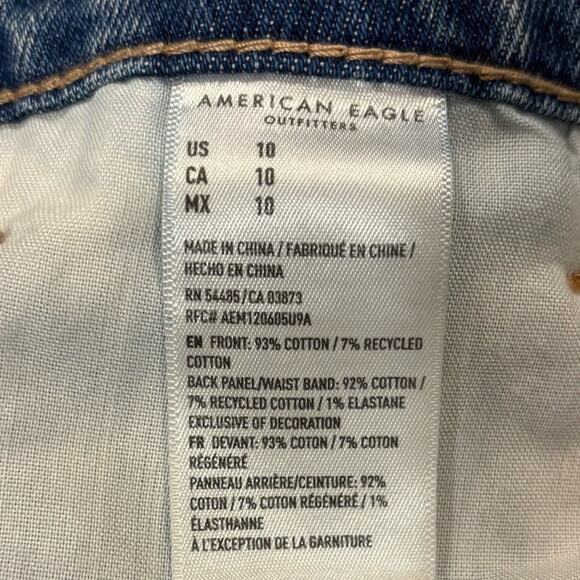 AMERICAN EAGLE
OUTFITTERS
US 10
CA 10
MX 10
MADE IN CHINA / FABRIQUÉ EN CHINE /
HECHO EN CHINA
RN 54485/CA 03873
RFC# AEM120605U9A
EN FRONT: 93% COTTON / 7% RECYCLED
COTTON
BACK PANEL/WAIST BAND: 92% COTTON /
7% RECYCLED COTTON / 1% ELASTANE
EXCLUSIVE OF DECORATION
FR DEVANT: 93% COTON / 7% COTON
RÉGÉNÉRÉ
PANNEAU ARRIÈRE/CEINTURE: 92%
COTON / 7% COTON RÉGÉNÉRÉ / 1%
ÉLASTHANNE
À L'EXCEPTION DE LA GARNITURE